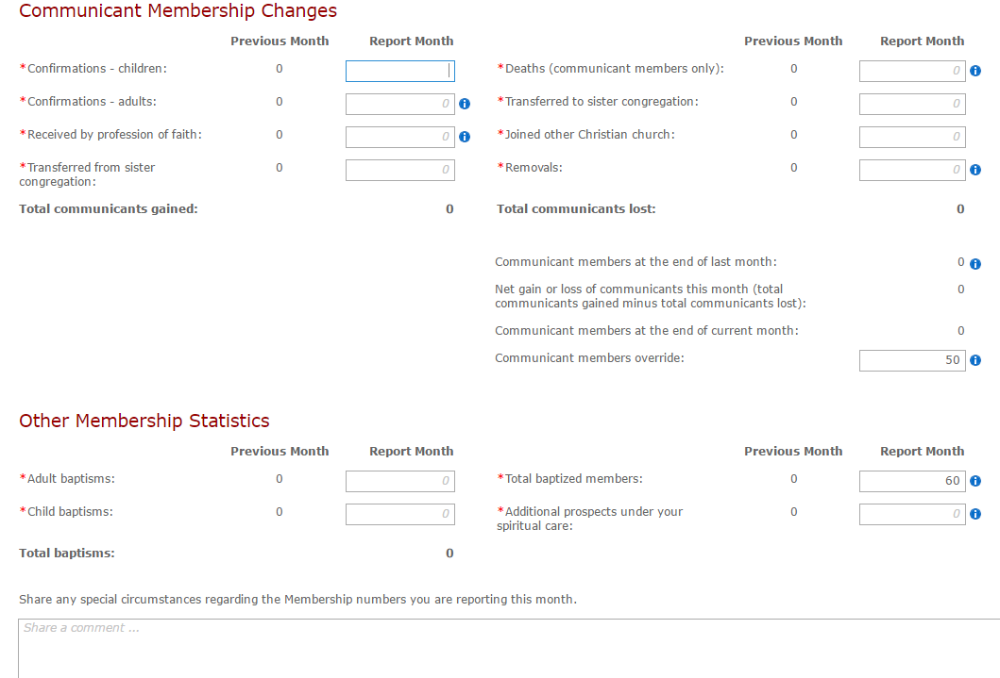 Communicant Membership Changes
Previous Month Report Month Previous Month Report Month
*Confirmations - children: 0 *Deaths (communicant members only): 0 0
*Confirmations - adults: 0 0 *Transferred to sister congregation: 0 0
*Received by profession of faith: 0 0 *Joined other Christian church: 0 0
*Transferred from sister
congregation: 0 0 *Removals: 0 0
Total communicants gained: 0 Total communicants lost: 0
Communicant members at the end of last month: 0
Net gain or loss of communicants this month (total
communicants gained minus total communicants lost): 0
Communicant members at the end of current month: 0
Communicant members override: 50
Other Membership Statistics
Previous Month Report Month Previous Month Report Month
*Adult baptisms: 0 0 *Total baptized members: 0 60
*Child baptisms: 0 0 *Additional prospects under your
spiritual care: 0 0
Total baptisms: 0
Share any special circumstances regarding the Membership numbers you are reporting this month.
Share a comment ...